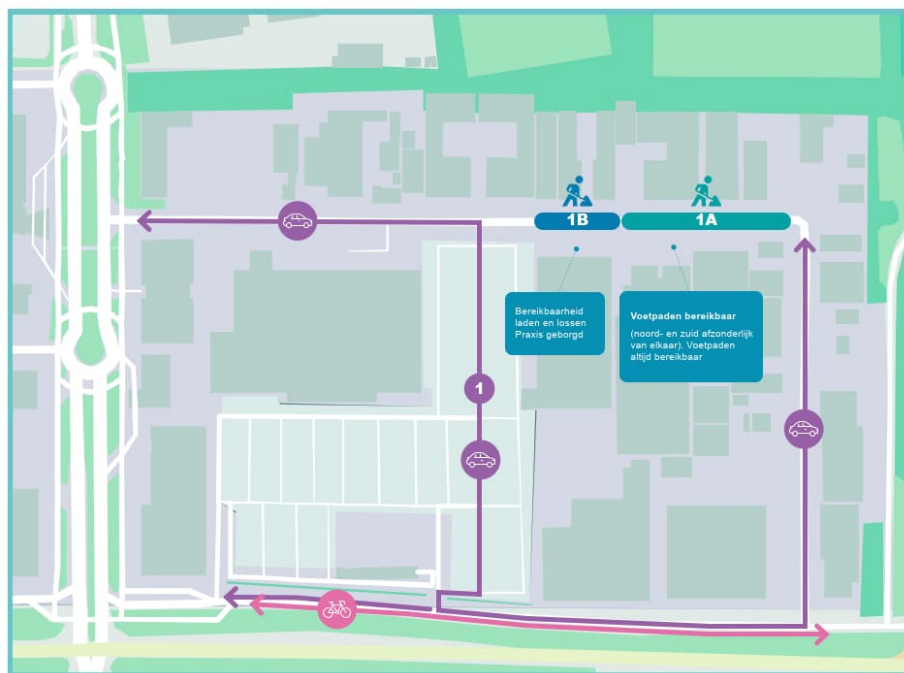 1B
1A
Bereikbaarheid
laden en lossen
Praxis geborgd
Voetpaden bereikbaar
(noord- en zuid afzonderlijk
van elkaar). Voetpaden
altijd bereikbaar
1